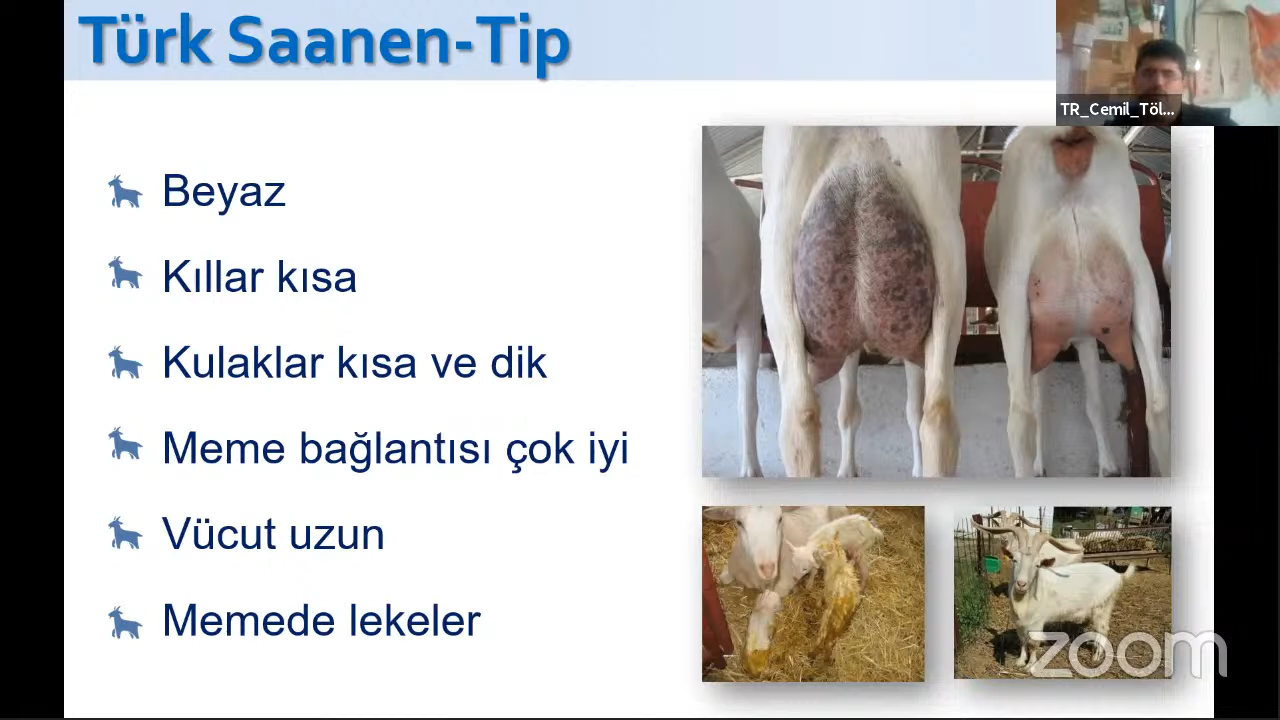 Türk Saanen-Tip
TR_Cemil_Töl...
Beyaz
Kıllar kısa
Kulaklar kısa ve dik
Meme bağlantısı çok iyi
Vücut uzun
Memede lekeler
zoom